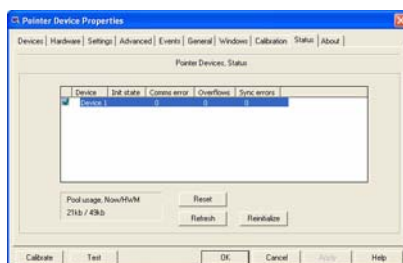 Pointer Device Properties
Devices Hardware Settings Advanced Events General Windows Calibration Status About
Pointer Devices, Status
Device Init state Comms error Overflows Sync errors
Device 1 0 0 0
Pool usage, Now/HWM
21kb / 49kb
Reset
Refresh Reinitialize
Calibrate Test OK Cancel Apply Help